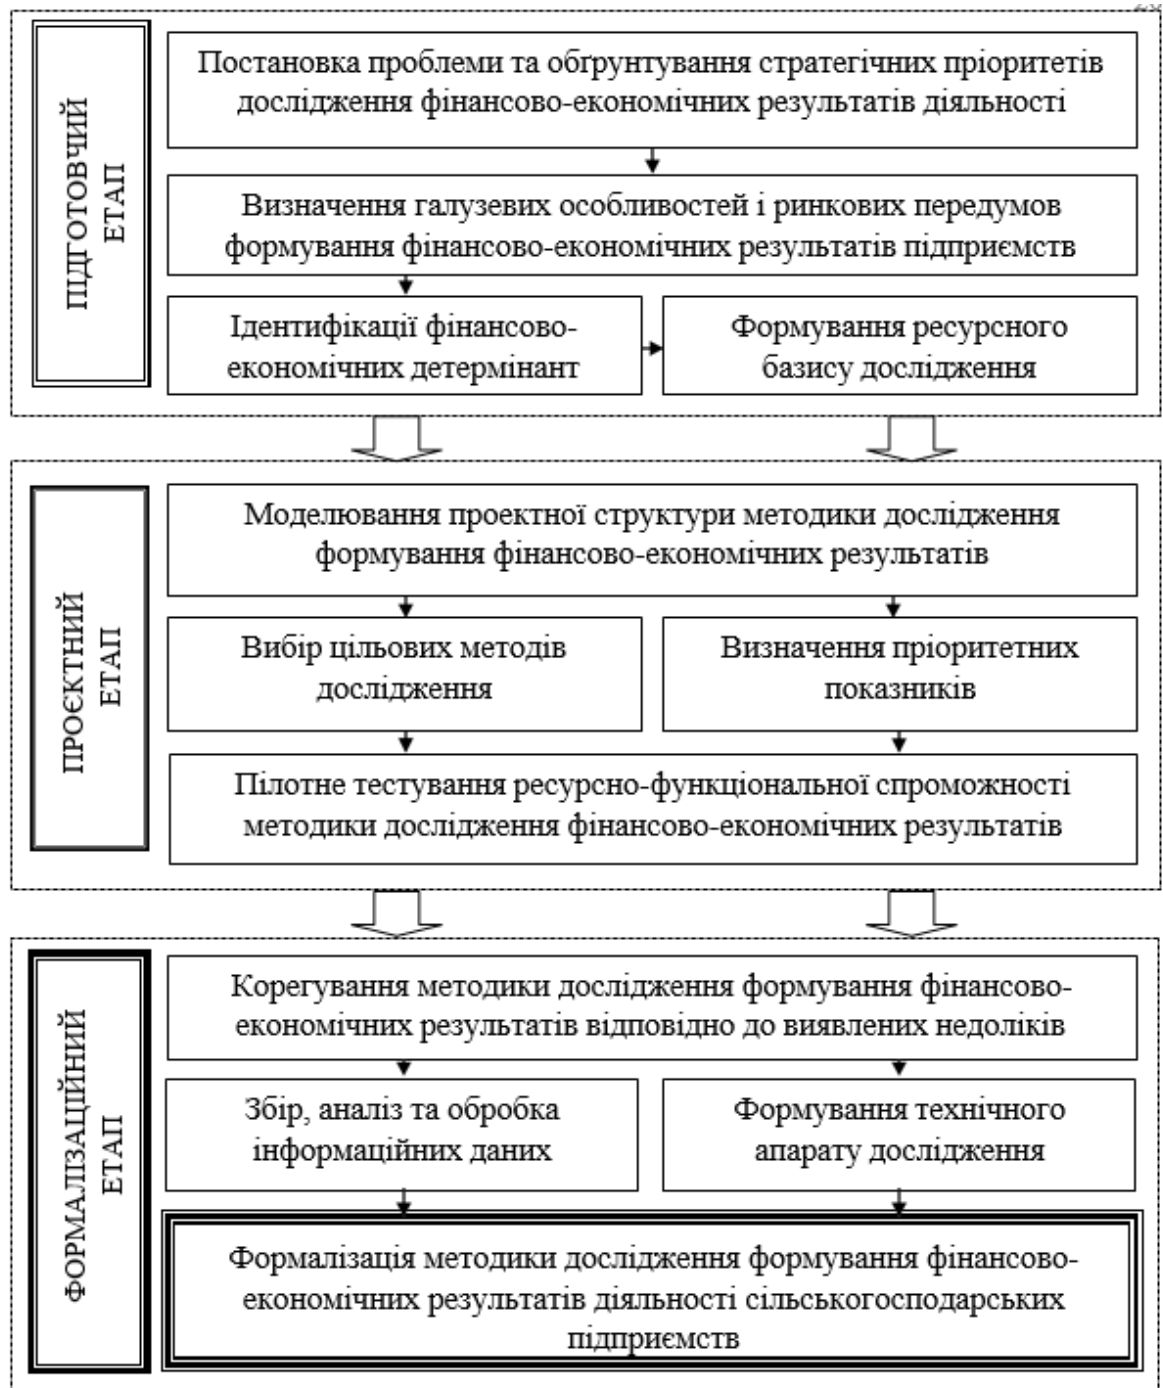 ПІДГОТОВЧИЙ
ЕТАП
Постановка проблеми та обґрунтування стратегічних пріоритетів
дослідження фінансово-економічних результатів діяльності
Визначення галузевих особливостей і ринкових передумов
формування фінансово-економічних результатів підприємств
Ідентифікації фінансово-
економічних детермінант
Формування ресурсного
базису дослідження
ПРОЄКТНИЙ
ЕТАП
Моделювання проектної структури методики дослідження
формування фінансово-економічних результатів
Вибір цільових методів
дослідження
Визначення пріоритетних
показників
Пілотне тестування ресурсно-функціональної спроможності
методики дослідження фінансово-економічних результатів
ФОРМАЛІЗАЦІЙНИЙ
ЕТАП
Корегування методики дослідження формування фінансово-
економічних результатів відповідно до виявлених недоліків
Збір, аналіз та обробка
інформаційних даних
Формування технічного
апарату дослідження
Формалізація методики дослідження формування фінансово-
економічних результатів діяльності сільськогосподарських
підприємств